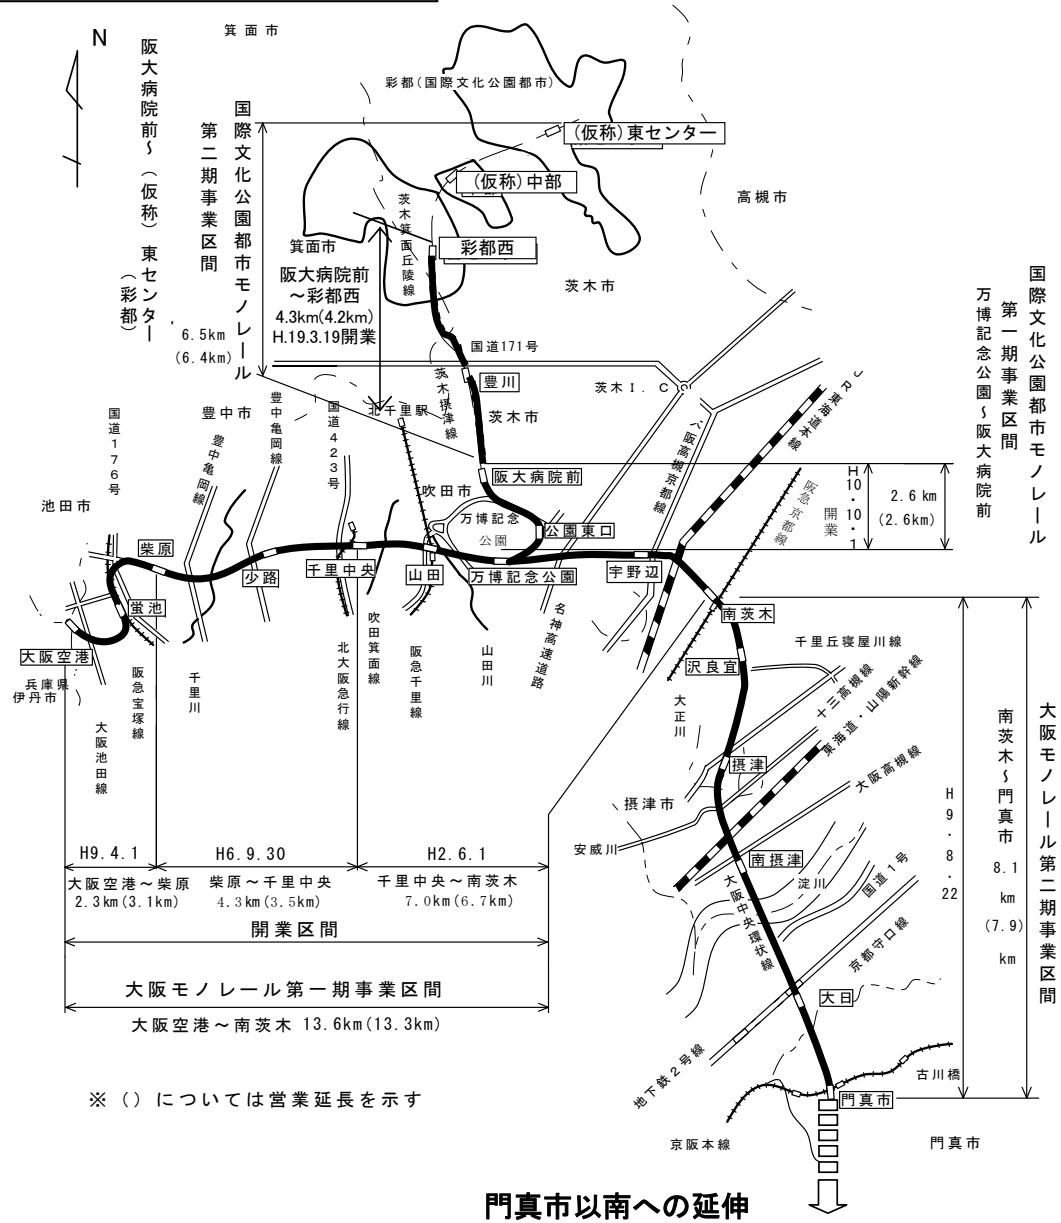 N
箕面市
彩都(国際文化公園都市)
阪大病院前～(仮称)東センター
(彩都)
国際文化公園都市モノレール
第二期事業区間
6.5km
(6.4km)
(仮称)東センター
(仮称)中部
高槻市
茨木箕面丘陵線
彩都西
箕面市
阪大病院前
～彩都西
4.3km(4.2km)
H.19.3.19開業
茨木市
国際文化公園都市モノレール
第一期事業区間
万博記念公園～阪大病院前
国道171号
豊川
茨木I.C
JR東海道本線
茨木摂津線
茨木市
北千里駅
国道423号
豊中亀岡線
豊中市
豊中亀岡線
国道176号
池田市
阪大病院前
吹田市
大阪高槻京都線
阪急京都線
H10・10・1
開業
2.6km
(2.6km)
万博記念
公園
公園東口
柴原
少路
千里中央
山田
万博記念公園
宇野辺
蛍池
南茨木
大阪空港
兵庫県
伊丹市
大阪池田線
阪急宝塚線
千里川
北大阪急行線
吹田箕面線
阪急千里線
山田川
名神高速道路
沢良宜
千里丘寝屋川線
大正川
十三高槻線
東海道・山陽新幹線
摂津
摂津市
大阪高槻線
安威川
南摂津
淀川
国道1号
大阪中央環状線
京都守口線
大日
地下鉄2号線
古川橋
門真市
京阪本線
門真市
H9・8・22
南茨木～門真市
8.1
km
(7.9)
km
大阪モノレール第二期事業区間
H9.4.1
H6.9.30
H2.6.1
大阪空港～柴原
2.3km(3.1km)
柴原～千里中央
4.3km(3.5km)
千里中央～南茨木
7.0km(6.7km)
開業区間
大阪モノレール第一期事業区間
大阪空港～南茨木 13.6km(13.3km)
※()については営業延長を示す
門真市以南への延伸